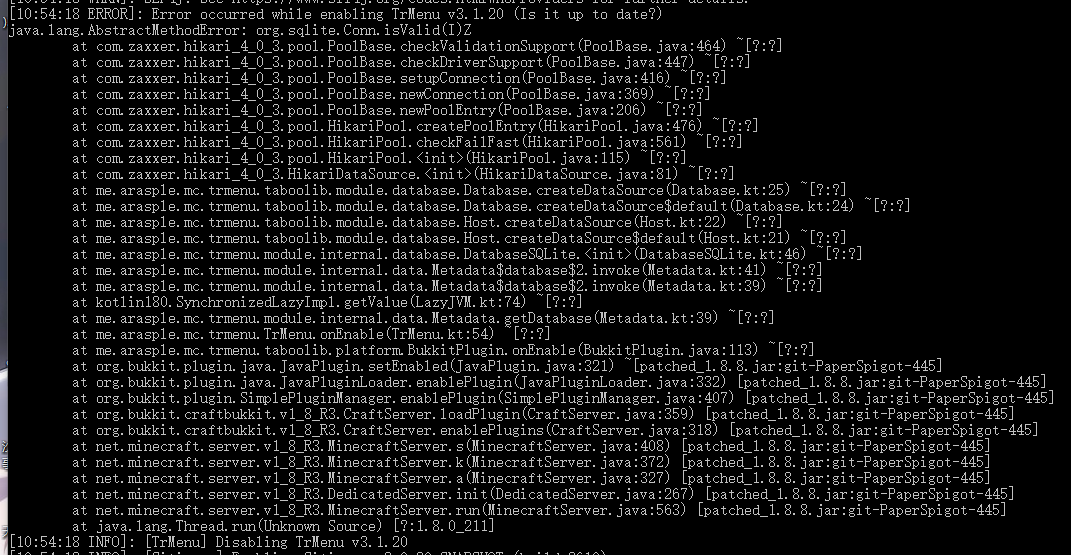 [10:54:18 ERROR]: Error occurred while enabling TrMenu v3.1.20 (Is it up to date?)
java.lang.AbstractMethodError: org.sqlite.Conn.isValid(I)Z
at com.zaxxer.hikari_4_0_3.pool.PoolBase.checkValidationSupport(PoolBase.java:464) ~[?:?]
at com.zaxxer.hikari_4_0_3.pool.PoolBase.checkDriverSupport(PoolBase.java:447) ~[?:?]
at com.zaxxer.hikari_4_0_3.pool.PoolBase.setupConnection(PoolBase.java:416) ~[?:?]
at com.zaxxer.hikari_4_0_3.pool.PoolBase.newConnection(PoolBase.java:369) ~[?:?]
at com.zaxxer.hikari_4_0_3.pool.PoolBase.newPoolEntry(PoolBase.java:206) ~[?:?]
at com.zaxxer.hikari_4_0_3.pool.HikariPool.createPoolEntry(HikariPool.java:476) ~[?:?]
at com.zaxxer.hikari_4_0_3.pool.HikariPool.checkFailFast(HikariPool.java:561) ~[?:?]
at com.zaxxer.hikari_4_0_3.pool.HikariPool.<init>(HikariPool.java:115) ~[?:?]
at com.zaxxer.hikari_4_0_3.HikariDataSource.<init>(HikariDataSource.java:81) ~[?:?]
at me.arasple.mc.trmenu.taboolib.module.database.Database.createDataSource(Database.kt:25) ~[?:?]
at me.arasple.mc.trmenu.taboolib.module.database.Database.createDataSource$default(Database.kt:24) ~[?:?]
at me.arasple.mc.trmenu.taboolib.module.database.Host.createDataSource(Host.kt:22) ~[?:?]
at me.arasple.mc.trmenu.taboolib.module.database.Host.createDataSource$default(Host.kt:21) ~[?:?]
at me.arasple.mc.trmenu.module.internal.database.DatabaseSQLite.<init>(DatabaseSQLite.kt:46) ~[?:?]
at me.arasple.mc.trmenu.module.internal.data.Metadata$database$2.invoke(Metadata.kt:41) ~[?:?]
at me.arasple.mc.trmenu.module.internal.data.Metadata$database$2.invoke(Metadata.kt:39) ~[?:?]
at kotlin180.SynchronizedLazyImpl.getValue(LazyJVM.kt:74) ~[?:?]
at me.arasple.mc.trmenu.module.internal.data.Metadata.getDatabase(Metadata.kt:39) ~[?:?]
at me.arasple.mc.trmenu.TrMenu.onEnable(TrMenu.kt:54) ~[?:?]
at me.arasple.mc.trmenu.taboolib.platform.BukkitPlugin.onEnable(BukkitPlugin.java:113) ~[?:?]
at org.bukkit.plugin.java.JavaPlugin.setEnabled(JavaPlugin.java:321) ~[patched_1.8.8.jar:git-PaperSpigot-445]
at org.bukkit.plugin.java.JavaPluginLoader.enablePlugin(JavaPluginLoader.java:332) [patched_1.8.8.jar:git-PaperSpigot-445]
at org.bukkit.plugin.SimplePluginManager.enablePlugin(SimplePluginManager.java:407) [patched_1.8.8.jar:git-PaperSpigot-445]
at org.bukkit.craftbukkit.v1_8_R3.CraftServer.loadPlugin(CraftServer.java:359) [patched_1.8.8.jar:git-PaperSpigot-445]
at org.bukkit.craftbukkit.v1_8_R3.CraftServer.enablePlugins(CraftServer.java:318) [patched_1.8.8.jar:git-PaperSpigot-445]
at net.minecraft.server.v1_8_R3.MinecraftServer.s(MinecraftServer.java:408) [patched_1.8.8.jar:git-PaperSpigot-445]
at net.minecraft.server.v1_8_R3.MinecraftServer.k(MinecraftServer.java:372) [patched_1.8.8.jar:git-PaperSpigot-445]
at net.minecraft.server.v1_8_R3.MinecraftServer.a(MinecraftServer.java:327) [patched_1.8.8.jar:git-PaperSpigot-445]
at net.minecraft.server.v1_8_R3.DedicatedServer.init(DedicatedServer.java:267) [patched_1.8.8.jar:git-PaperSpigot-445]
at net.minecraft.server.v1_8_R3.MinecraftServer.run(MinecraftServer.java:563) [patched_1.8.8.jar:git-PaperSpigot-445]
at java.lang.Thread.run(Unknown Source) [?:1.8.0_211]
[10:54:18 INFO]: [TrMenu] Disabling TrMenu v3.1.20